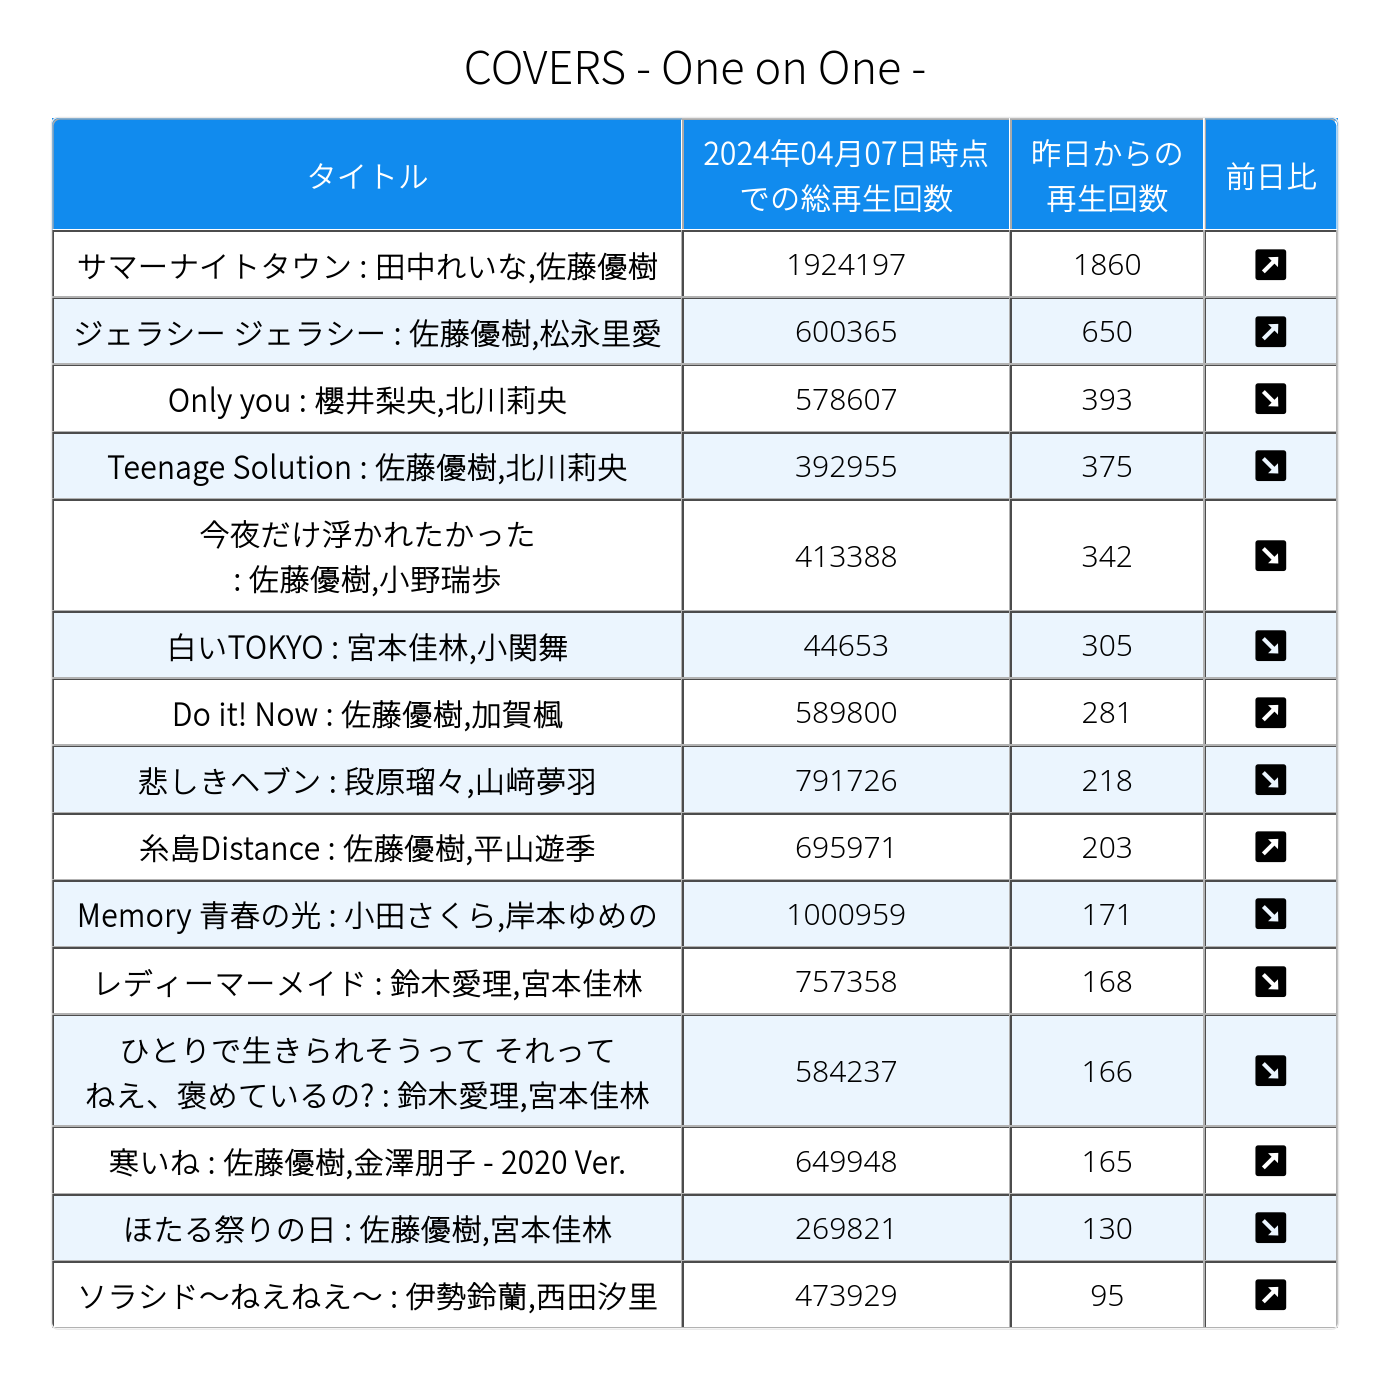 COVERS - One on One -
タイトル
2024年04月07日時点
での総再生回数
昨日からの
再生回数
前日比
サマーナイトタウン : 田中れいな,佐藤優樹
1924197
1860
ジェラシー ジェラシー : 佐藤優樹,松永里愛
600365
650
Only you : 櫻井梨央,北川莉央
578607
393
Teenage Solution : 佐藤優樹,北川莉央
392955
375
今夜だけ浮かれたかった
: 佐藤優樹,小野瑞歩
413388
342
白いTOKYO : 宮本佳林,小関舞
44653
305
Do it! Now : 佐藤優樹,加賀楓
589800
281
悲しきヘブン : 段原瑠々,山﨑夢羽
791726
218
糸島Distance : 佐藤優樹,平山遊季
695971
203
Memory 青春の光 : 小田さくら,岸本ゆめの
1000959
171
レディーマーメイド : 鈴木愛理,宮本佳林
757358
168
ひとりで生きられそうって それって
ねえ、褒めているの? : 鈴木愛理,宮本佳林
584237
166
寒いね : 佐藤優樹,金澤朋子 - 2020 Ver.
649948
165
ほたる祭りの日 : 佐藤優樹,宮本佳林
269821
130
ソラシド〜ねえねえ〜 : 伊勢鈴蘭,西田汐里
473929
95